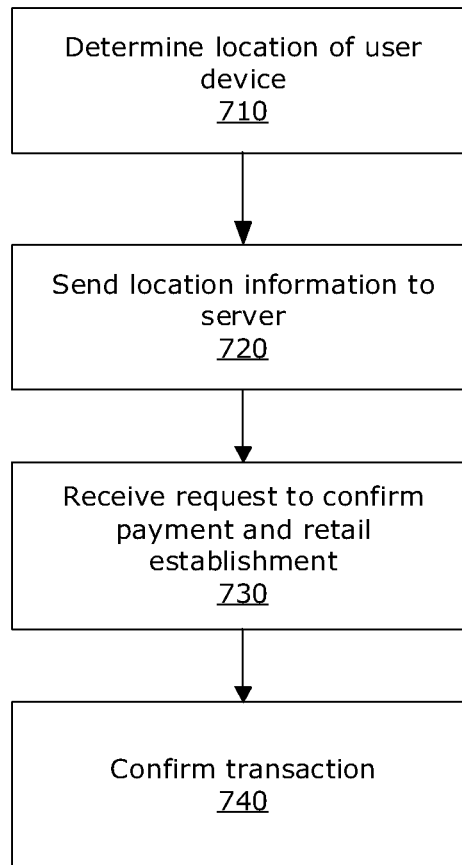 Determine location of user
device
710
Send location information to
server
720
Receive request to confirm
payment and retail
establishment
730
Confirm transaction
740